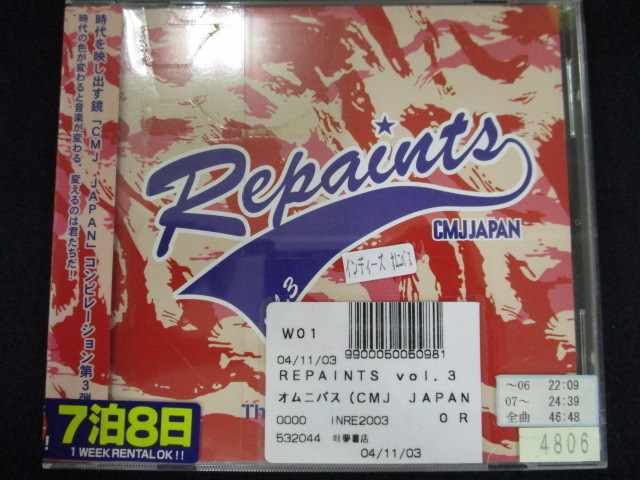 時代を映し出す鏡「CMJ JAPAN」コンピレーション第3弾
時代の色が変わると音楽が変わる、変えるのは君たちだ!!
Repaints
CMJ JAPAN
インディーズ オムニバス
W01
04/11/03
9900050050981
REPAINTS vol.3
オムニバス(CMJ JAPAN
0000 INRE2003 0R
532044
04/11/03
Th
～06 22:09
07～ 24:39
全曲 46:48
4806
7泊8日
1 WEEK RENTAL OK!!